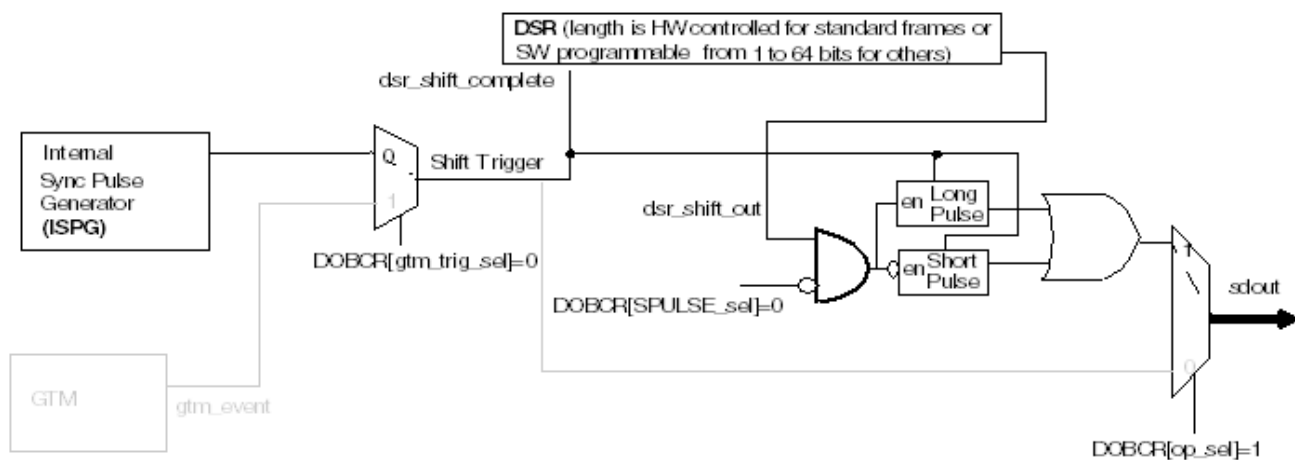 DSR (length is HW controlled for standard frames or
SW programmable from 1 to 64 bits for others)
dsr_shift_complete
Internal
Sync Pulse
Generator
(ISPG)
0
1
Shift Trigger
DOBCR[gtm_trig_sel]=0
dsr_shift_out
en Long
Pulse
en Short
Pulse
DOBCR[SPULSE_sel]=0
1
sdout
0
GTM
gtm_event
DOBCR[op_sel]=1